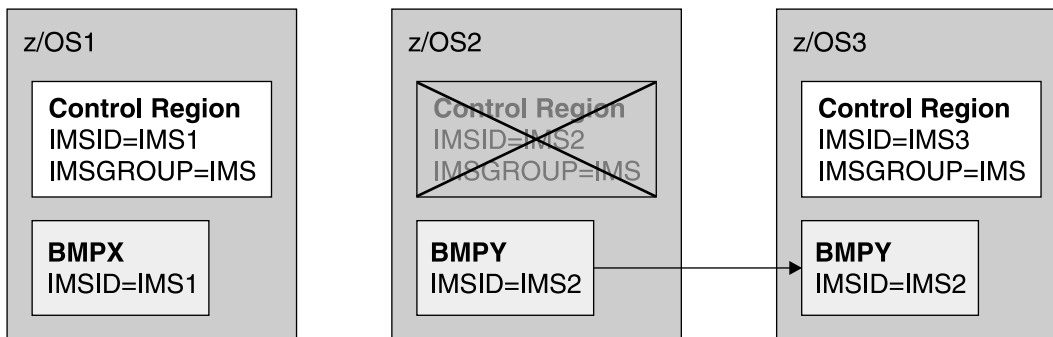 z/OS1
Control Region
IMSID=IMS1
IMSGROUP=IMS
BMPX
IMSID=IMS1
z/OS2
Control Region
IMSID=IMS2
IMSGROUP=IMS
BMPY
IMSID=IMS2
z/OS3
Control Region
IMSID=IMS3
IMSGROUP=IMS
BMPY
IMSID=IMS2